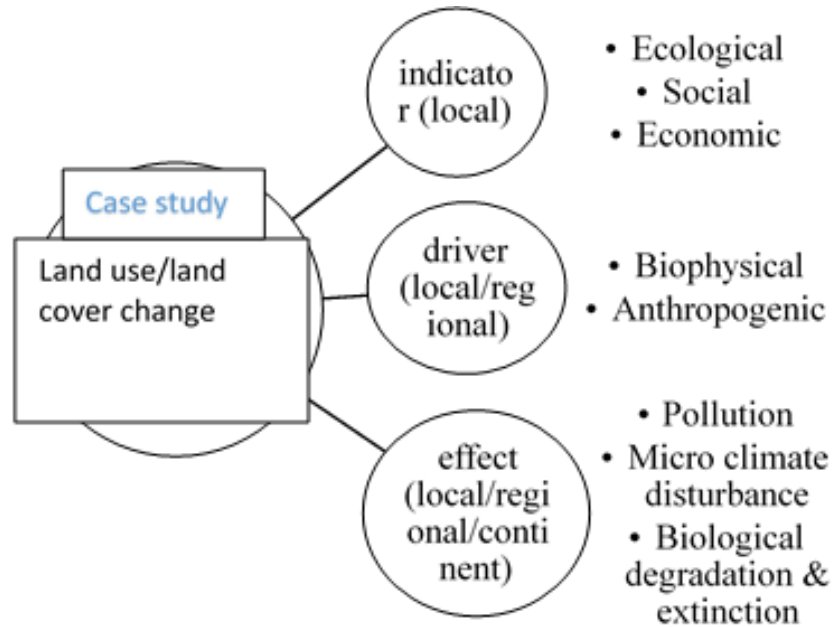 Case study
Land use/land
cover change
indicato
r (local)
• Ecological
• Social
• Economic
driver
(local/reg
ional)
• Biophysical
• Anthropogenic
effect
(local/regi
onal/conti
nent)
• Pollution
• Micro climate
disturbance
• Biological
degradation &
extinction